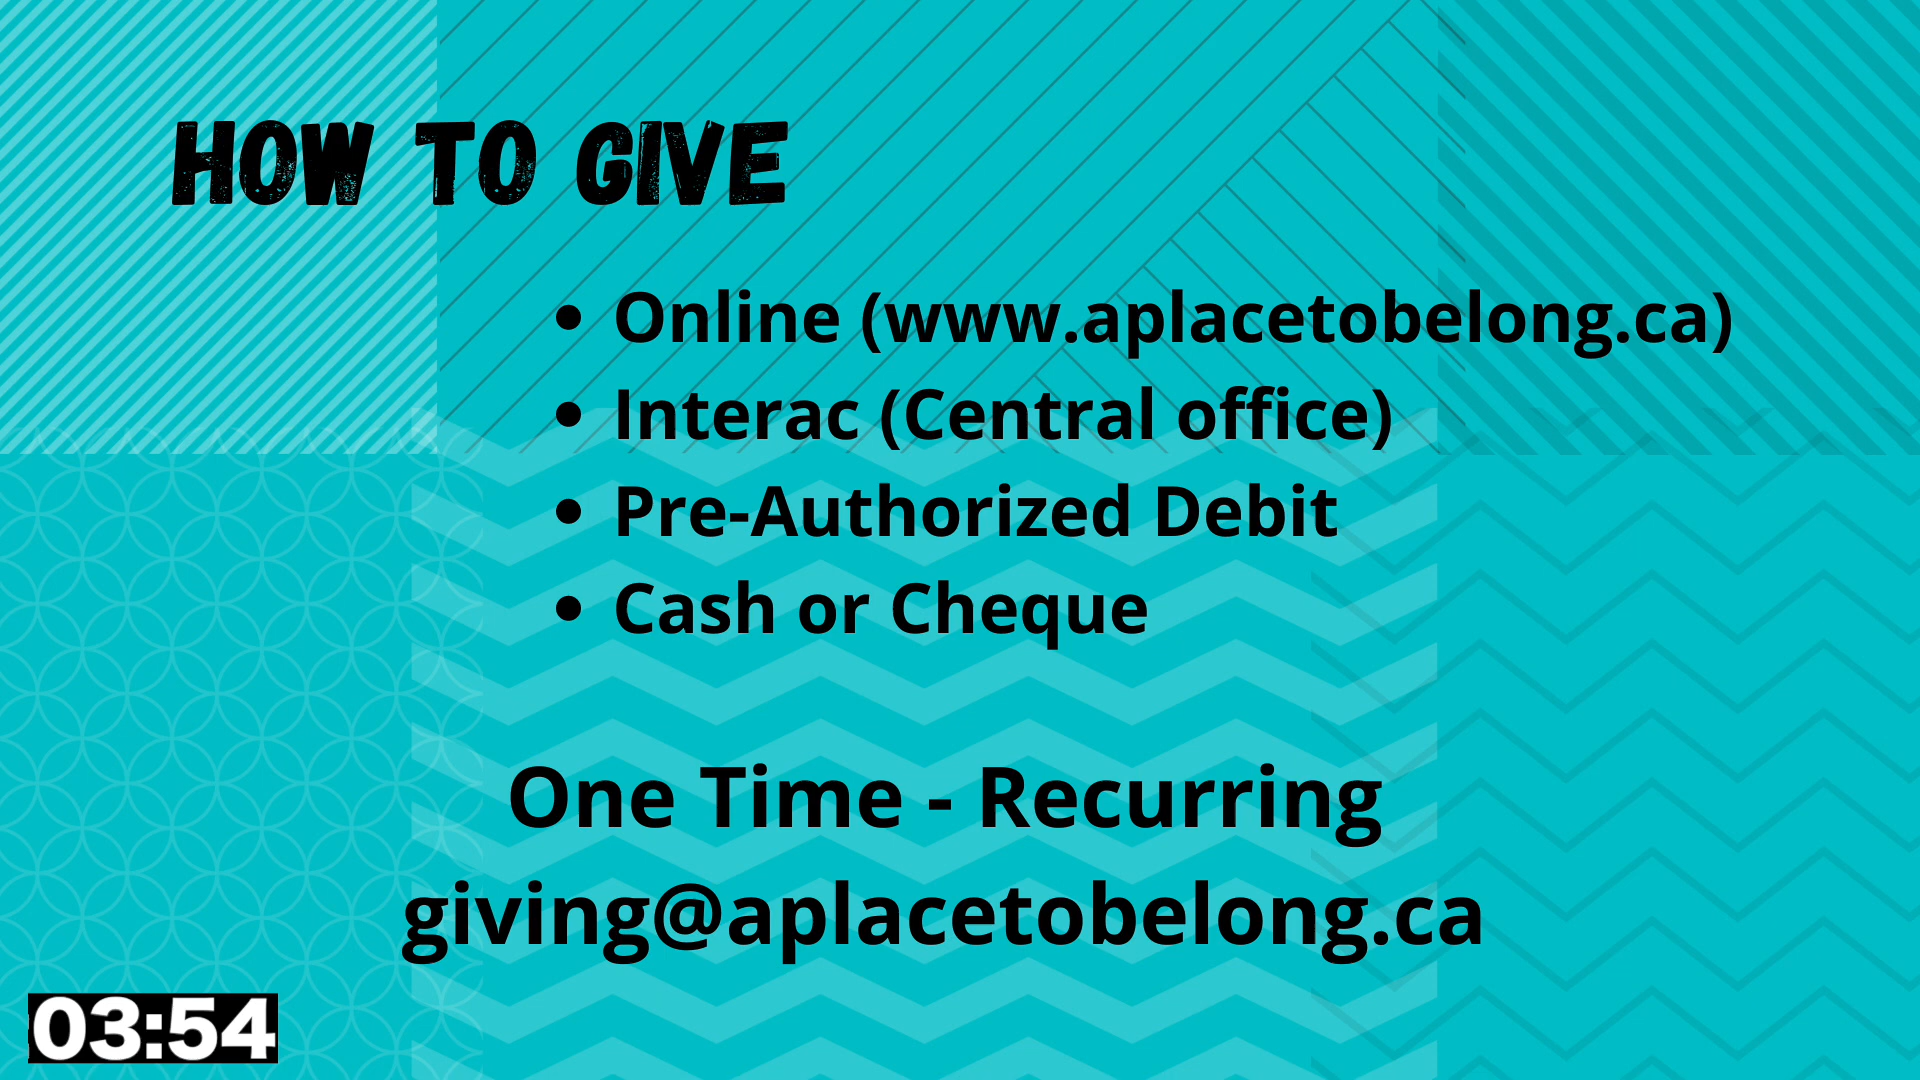 HOW TO GIVE
• Online (www.aplacetobelong.ca)
• Interac (Central office)
• Pre-Authorized Debit
• Cash or Cheque
One Time - Recurring
giving@aplacetobelong.ca
03:54